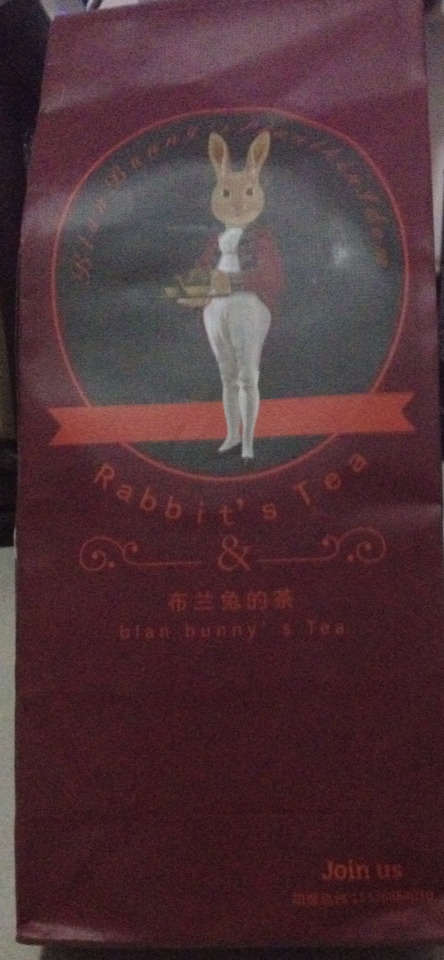 Rabbit's Tea
&
布兰兔的茶
blan bunny's Tea
Join us